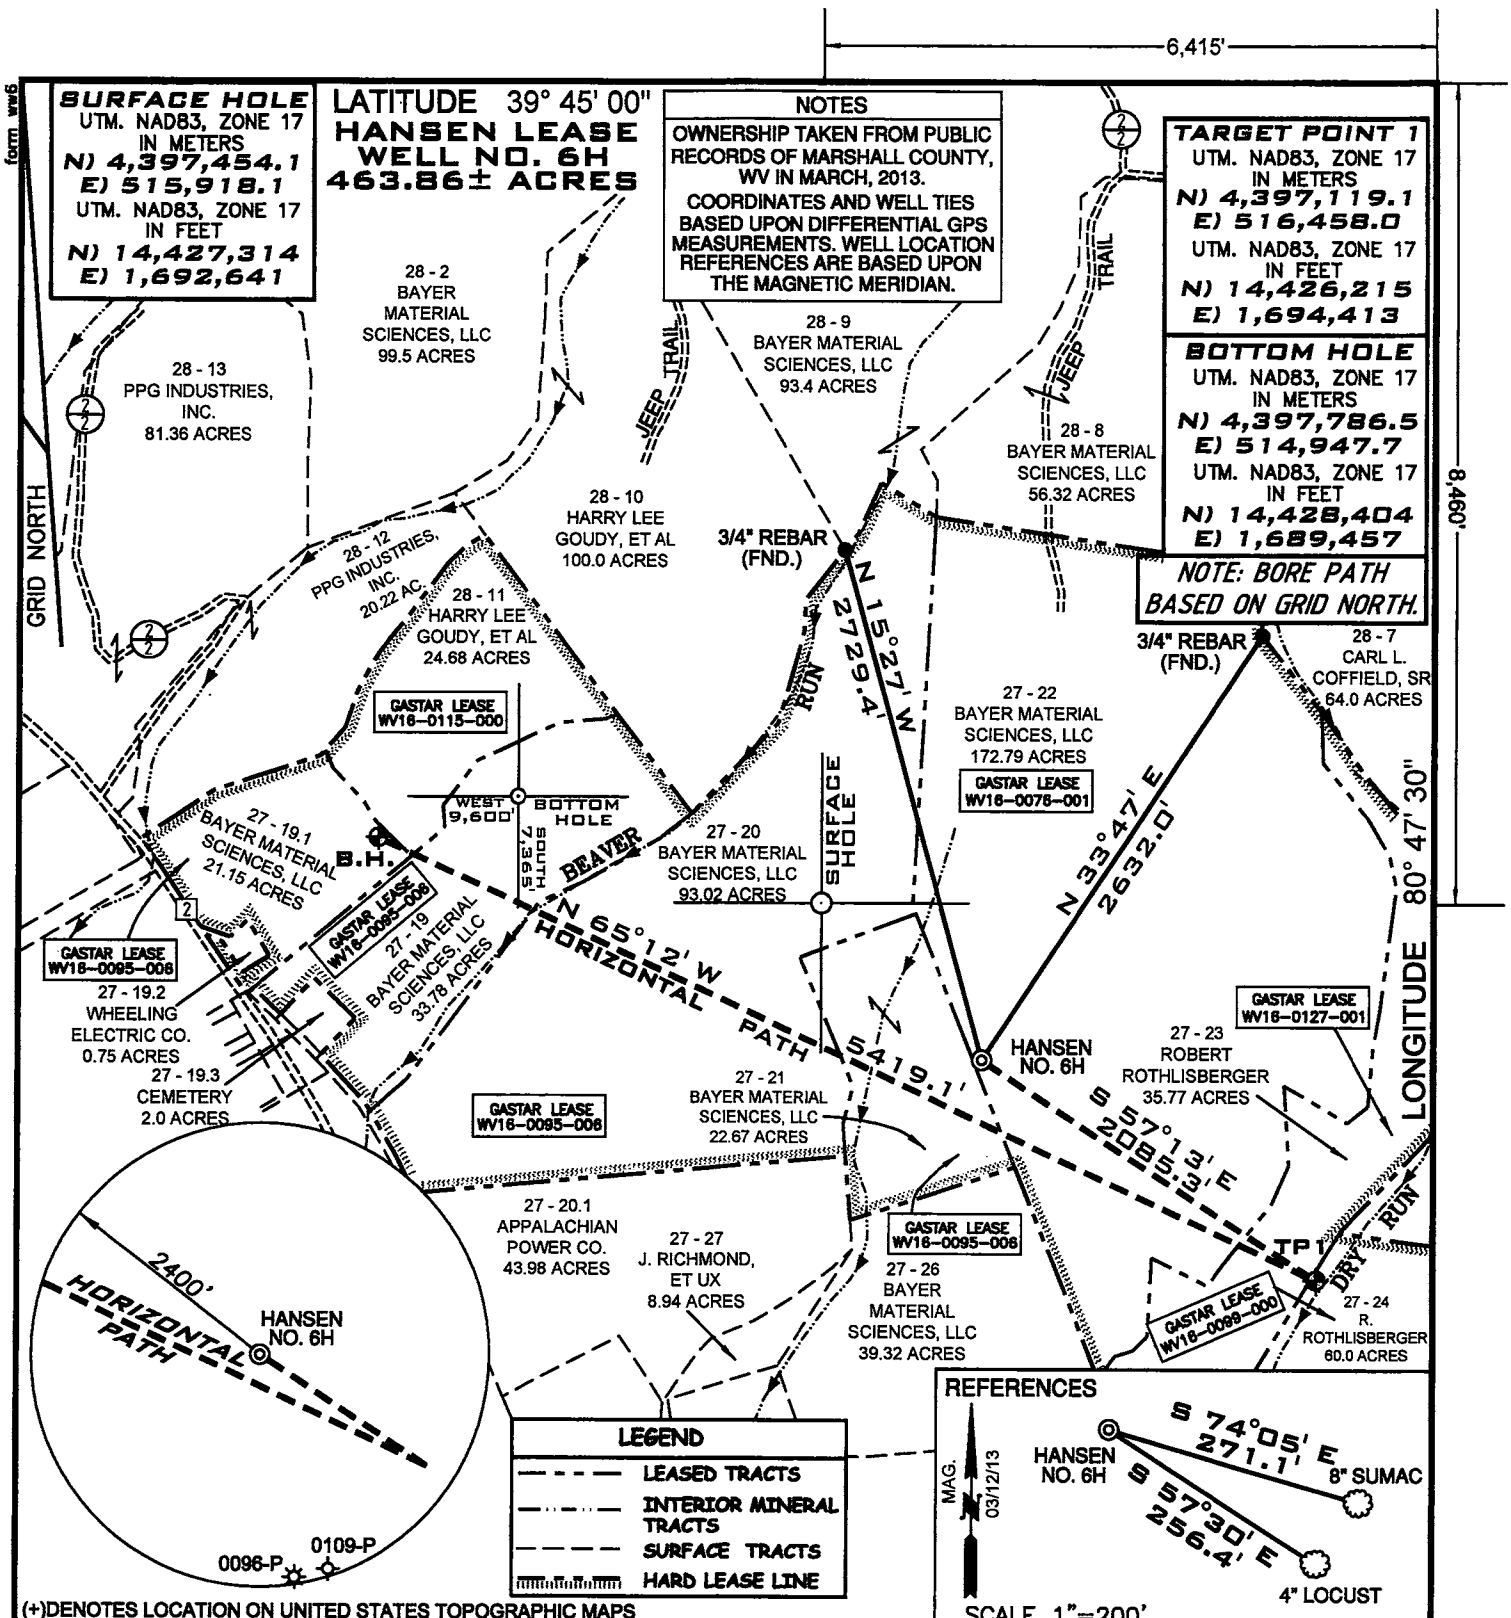 6,415'
form ww6
SURFACE HOLE
UTM. NAD83, ZONE 17
IN METERS
N) 4,397,454.1
E) 515,918.1
UTM. NAD83, ZONE 17
IN FEET
N) 14,427,314
E) 1,692,641
LATITUDE 39° 45' 00"
HANSEN LEASE
WELL NO. 6H
463.86± ACRES
NOTES
OWNERSHIP TAKEN FROM PUBLIC
RECORDS OF MARSHALL COUNTY,
WV IN MARCH, 2013.
COORDINATES AND WELL TIES
BASED UPON DIFFERENTIAL GPS
MEASUREMENTS. WELL LOCATION
REFERENCES ARE BASED UPON
THE MAGNETIC MERIDIAN.
2
2
TARGET POINT 1
UTM. NAD83, ZONE 17
IN METERS
N) 4,397,119.1
E) 516,458.0
UTM. NAD83, ZONE 17
IN FEET
N) 14,426,215
E) 1,694,413
BOTTOM HOLE
UTM. NAD83, ZONE 17
IN METERS
N) 4,397,786.5
E) 514,947.7
UTM. NAD83, ZONE 17
IN FEET
N) 14,428,404
E) 1,689,457
NOTE: BORE PATH
BASED ON GRID NORTH.
8,460'
28 - 2
BAYER
MATERIAL
SCIENCES, LLC
99.5 ACRES
28 - 13
PPG INDUSTRIES,
INC.
81.36 ACRES
2
2
JEEP TRAIL
28 - 9
BAYER MATERIAL
SCIENCES, LLC
93.4 ACRES
JEEP TRAIL
28 - 8
BAYER MATERIAL
SCIENCES, LLC
56.32 ACRES
GRID NORTH
28 - 10
HARRY LEE
GOUDY, ET AL
100.0 ACRES
3/4" REBAR
(FND.)
28 - 12
PPG INDUSTRIES,
INC.
20.22 AC.
28 - 11
HARRY LEE
GOUDY, ET AL
24.68 ACRES
2
2
N 15°27' W
2729.4'
3/4" REBAR
(FND.)
28 - 7
CARL L.
COFFIELD, SR
64.0 ACRES
GASTAR LEASE
WV16-0115-000
RUN
27 - 22
BAYER MATERIAL
SCIENCES, LLC
172.79 ACRES
GASTAR LEASE
WV16-0076-001
N 33°47' E
2632.0'
LONGITUDE 80° 47' 30"
WEST
9,600'
BOTTOM
HOLE
SOUTH
7,365'
SURFACE
HOLE
27 - 19.1
BAYER MATERIAL
SCIENCES, LLC
21.15 ACRES
B.H.
BEAVER
27 - 20
BAYER MATERIAL
SCIENCES, LLC
93.02 ACRES
2
GASTAR LEASE
WV16-0095-006
GASTAR LEASE
WV16-0095-006
27 - 19
BAYER MATERIAL
SCIENCES, LLC
33.78 ACRES
N 65°12' W
5419.1'
HORIZONTAL PATH
27 - 19.2
WHEELING
ELECTRIC CO.
0.75 ACRES
27 - 19.3
CEMETERY
2.0 ACRES
GASTAR LEASE
WV16-0127-001
27 - 23
ROBERT
ROTHLISBERGER
35.77 ACRES
HANSEN
NO. 6H
S 57°13' E
2085.3'
27 - 21
BAYER MATERIAL
SCIENCES, LLC
22.67 ACRES
GASTAR LEASE
WV16-0095-006
27 - 20.1
APPALACHIAN
POWER CO.
43.98 ACRES
27 - 27
J. RICHMOND,
ET UX
8.94 ACRES
GASTAR LEASE
WV16-0095-006
27 - 26
BAYER
MATERIAL
SCIENCES, LLC
39.32 ACRES
TP1
DRY RUN
GASTAR LEASE
WV16-0099-000
27 - 24
R.
ROTHLISBERGER
60.0 ACRES
2400'
HORIZONTAL
PATH
HANSEN
NO. 6H
0096-P
0109-P
LEGEND
LEASED TRACTS
INTERIOR MINERAL
TRACTS
SURFACE TRACTS
HARD LEASE LINE
REFERENCES
MAG.
03/12/13
HANSEN
NO. 6H
S 74°05' E
271.1'
8" SUMAC
S 57°30' E
256.4'
4" LOCUST
SCALE 1"=200'
(+)DENOTES LOCATION ON UNITED STATES TOPOGRAPHIC MAPS